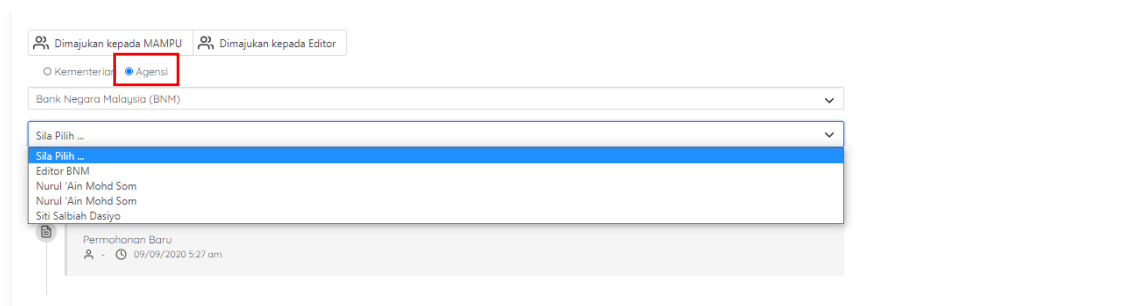 Dimajukan kepada MAMPU Dimajukan kepada Editor
Kementerian Agensi
Bank Negara Malaysia (BNM)
Sila Pilih ...
Sila Pilih ...
Editor BNM
Nurul 'Ain Mohd Som
Nurul 'Ain Mohd Som
Siti Salbiah Dasiyo
Permohonan Baru
- 09/09/2020 5:27 am